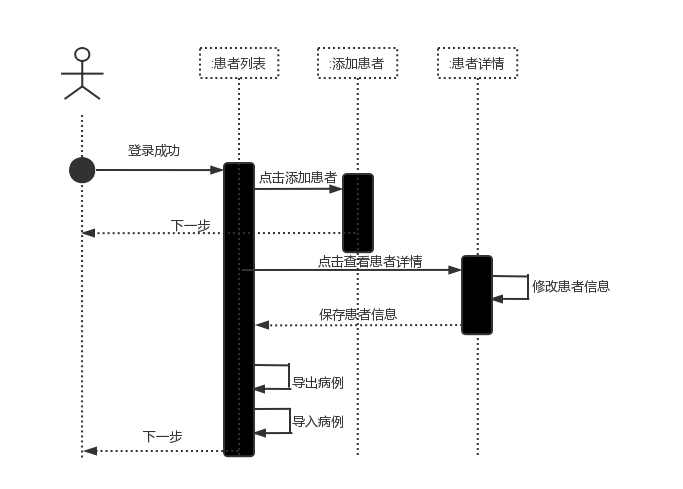 :患者列表
:添加患者
:患者详情
登录成功
点击添加患者
下一步
点击查看患者详情
修改患者信息
保存患者信息
导出病例
导入病例
下一步